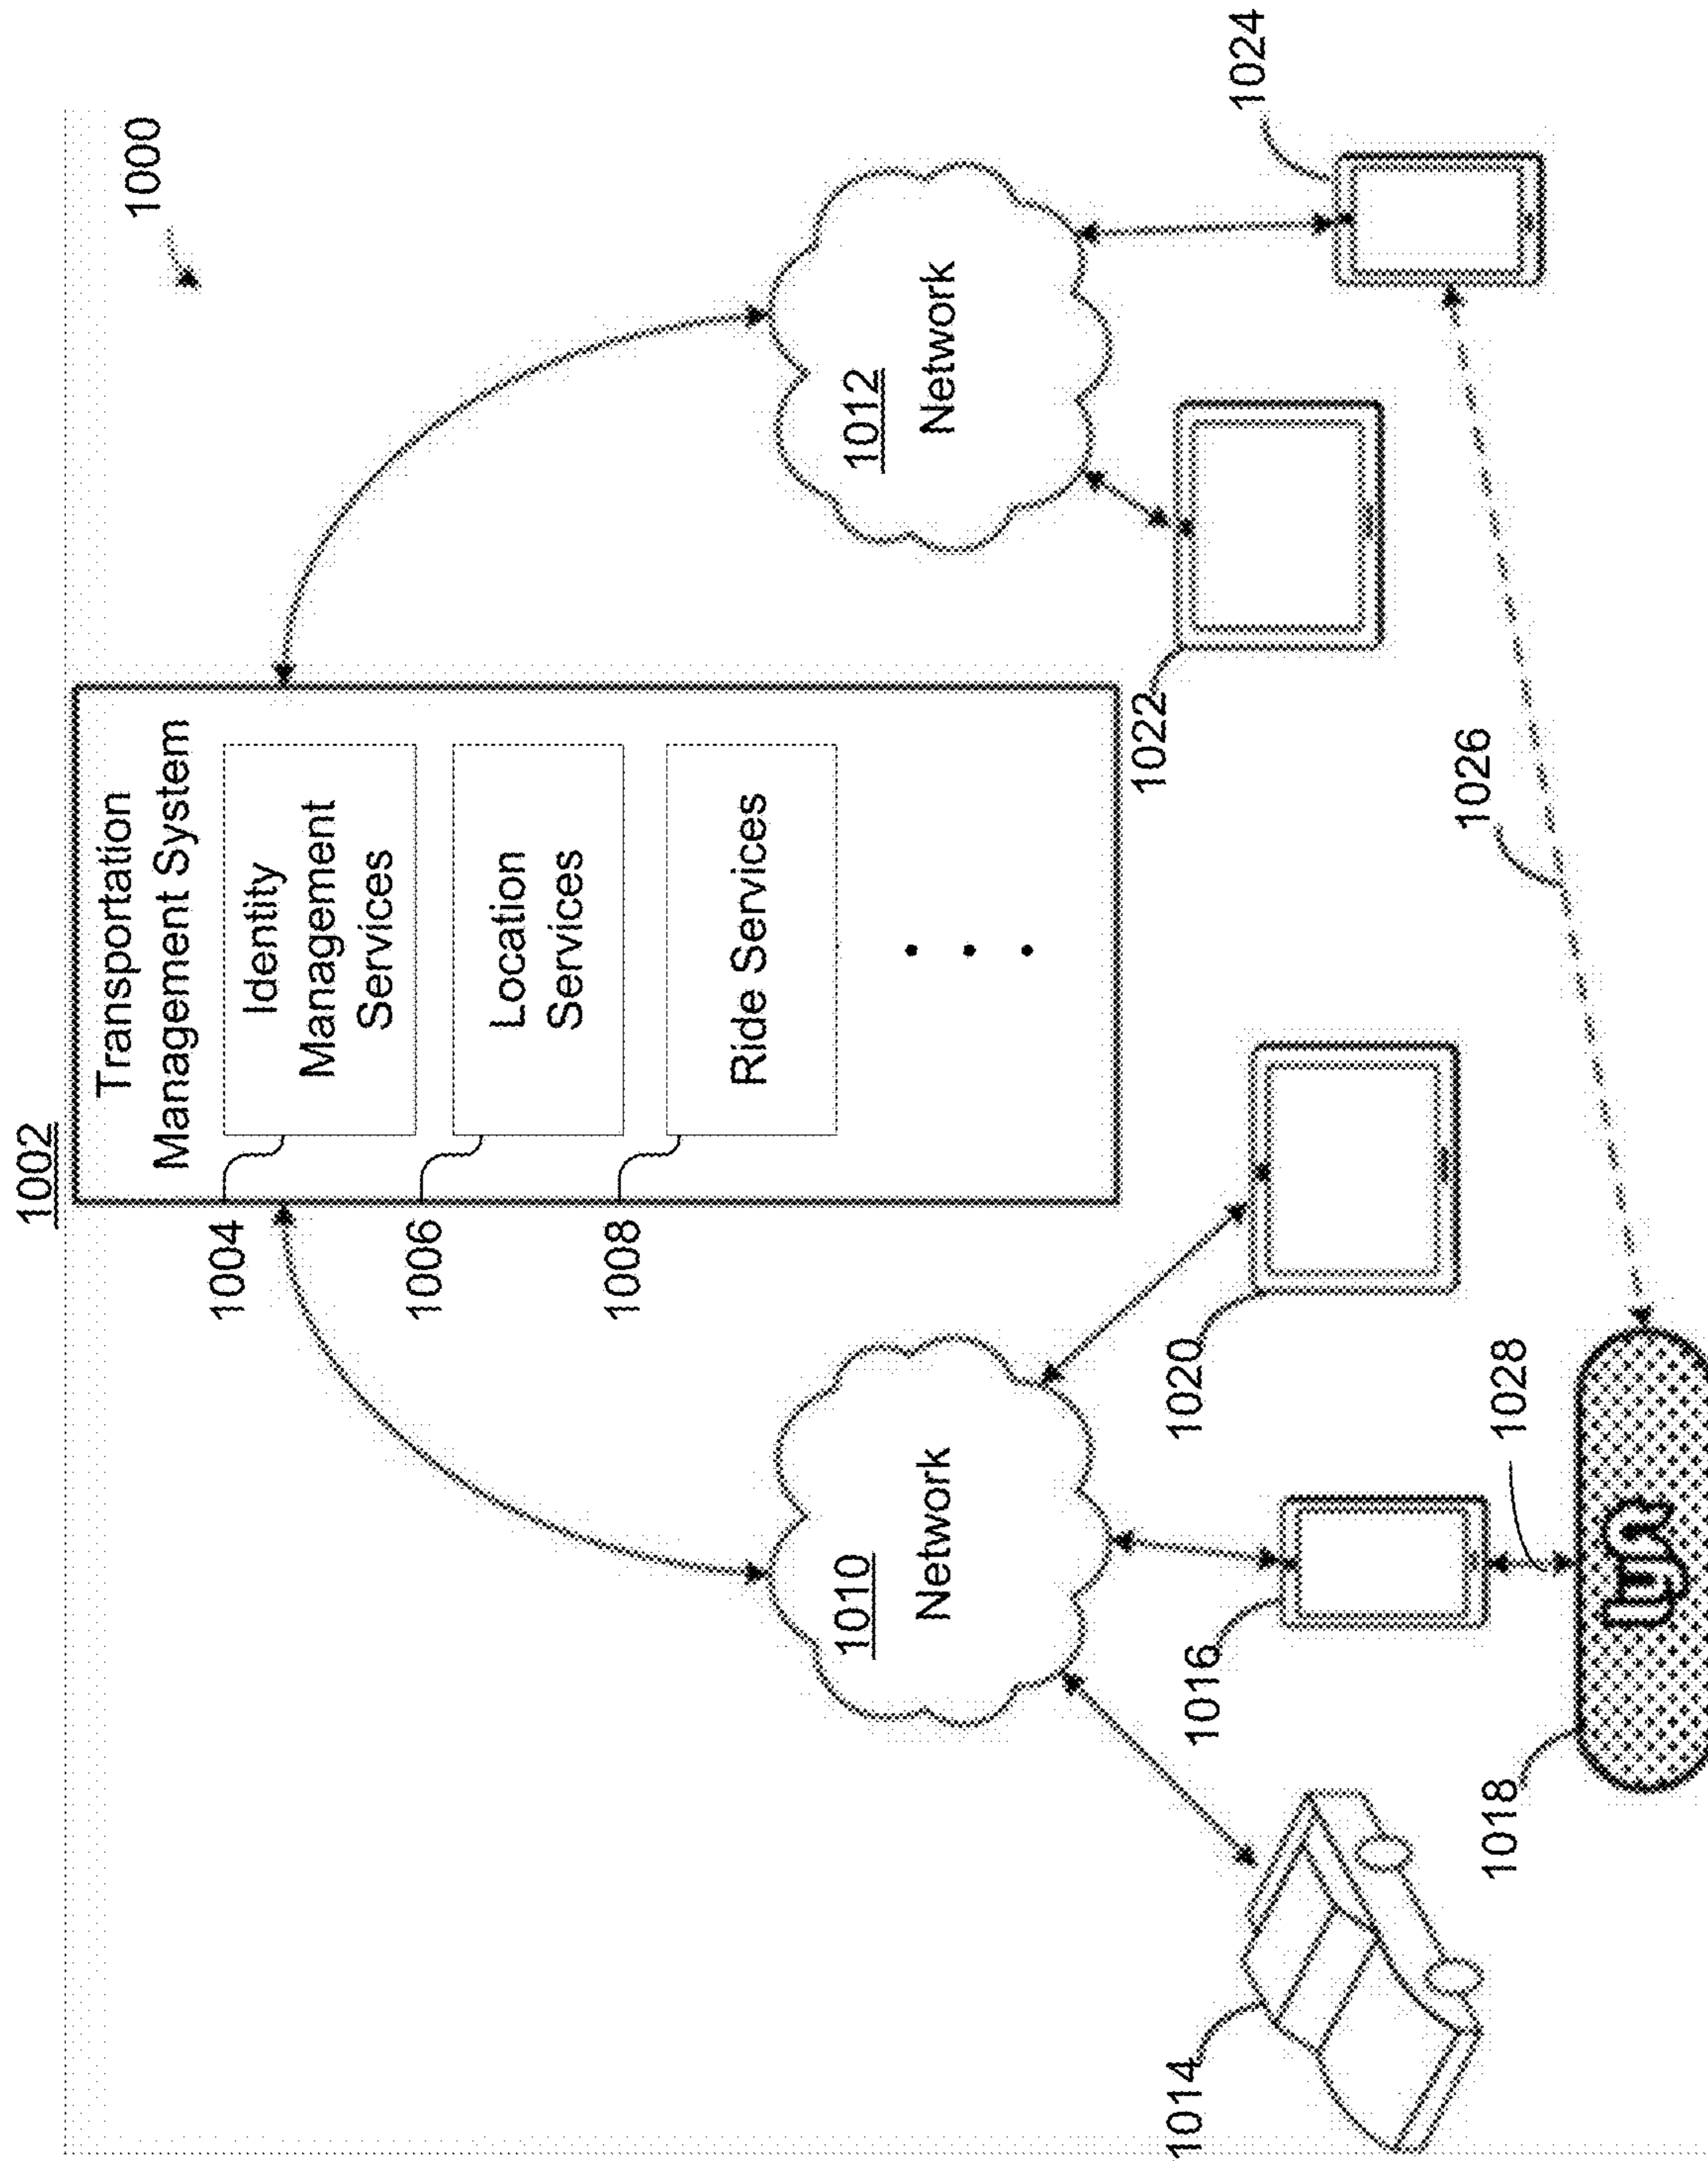 1002
1000
Transportation
Management System
1004
Identity
Management
Services
1006
Location
Services
1008
Ride Services
1010
Network
1012
Network
1014
1016
1018
1020
1022
1024
1026
1028